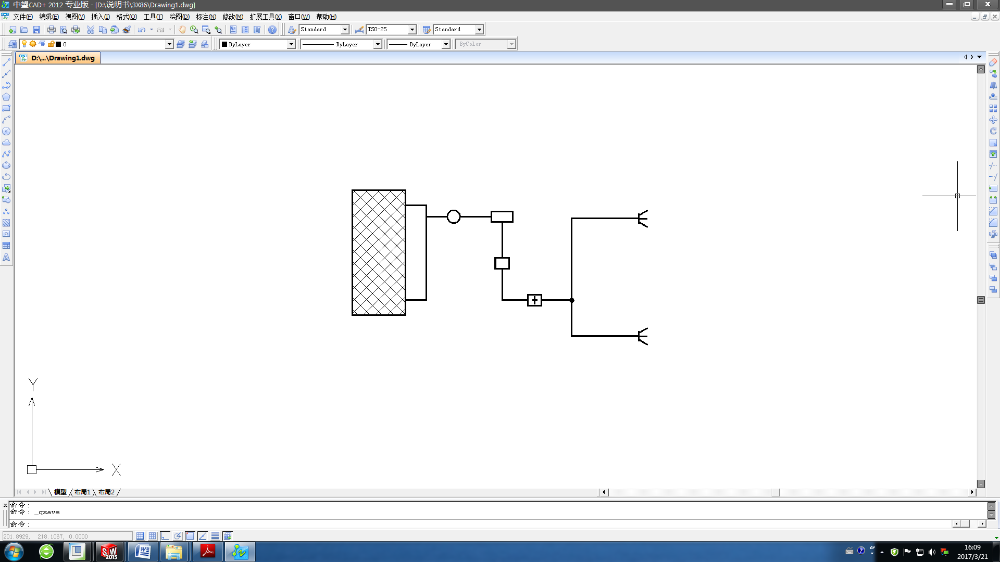 中望CAD+ 2012 专业版 - [D:\说明书\3X86\Drawing1.dwg]
文件(F) 编辑(E) 视图(V) 插入(I) 格式(O) 工具(T) 绘图(D) 标注(N) 修改(M) 扩展工具(X) 窗口(W) 帮助(H)
Standard ISO-25 Standard
0 ByLayer ByLayer ByLayer ByColor
D:\...\Drawing1.dwg
Y
X
模型 布局1 布局2
命令:
命令: _qsave
命令:
201.8929, 218.1067, 0.0000
SW 2015
16:09
2017/3/21